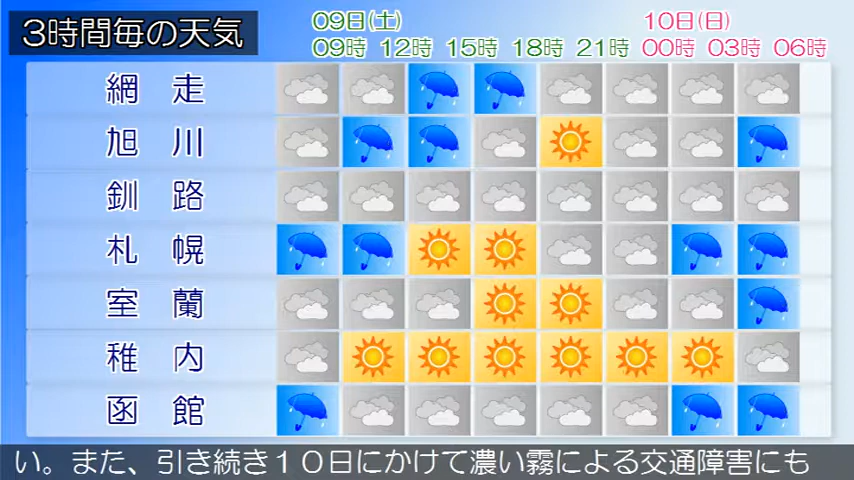 3時間毎の天気
09日(土) 10日(日)
09時 12時 15時 18時 21時 00時 03時 06時
網 走
旭 川
釧 路
札 幌
室 蘭
稚 内
函 館
い。また、引き続き１０日にかけて濃い霧による交通障害にも